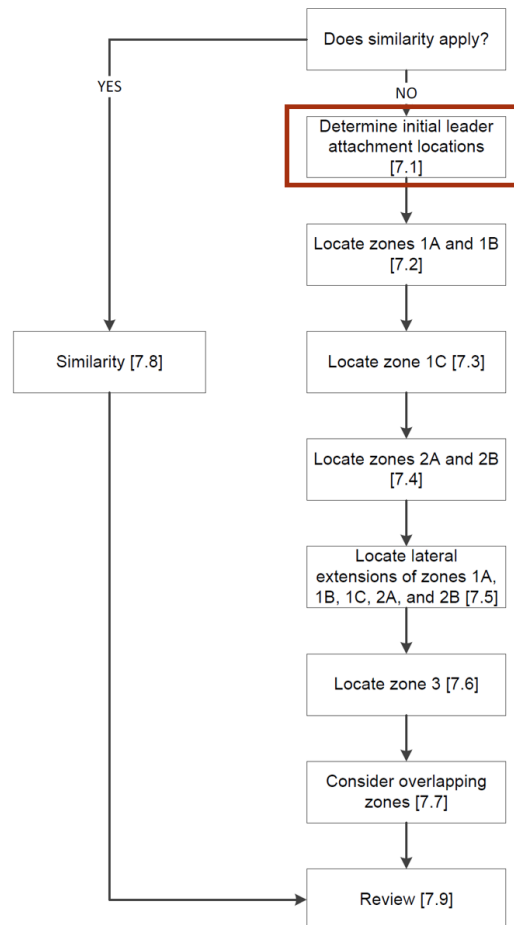 Does similarity apply?
YES
NO
Determine initial leader
attachment locations
[7.1]
Locate zones 1A and 1B
[7.2]
Similarity [7.8]
Locate zone 1C [7.3]
Locate zones 2A and 2B
[7.4]
Locate lateral
extensions of zones 1A,
1B, 1C, 2A, and 2B [7.5]
Locate zone 3 [7.6]
Consider overlapping
zones [7.7]
Review [7.9]